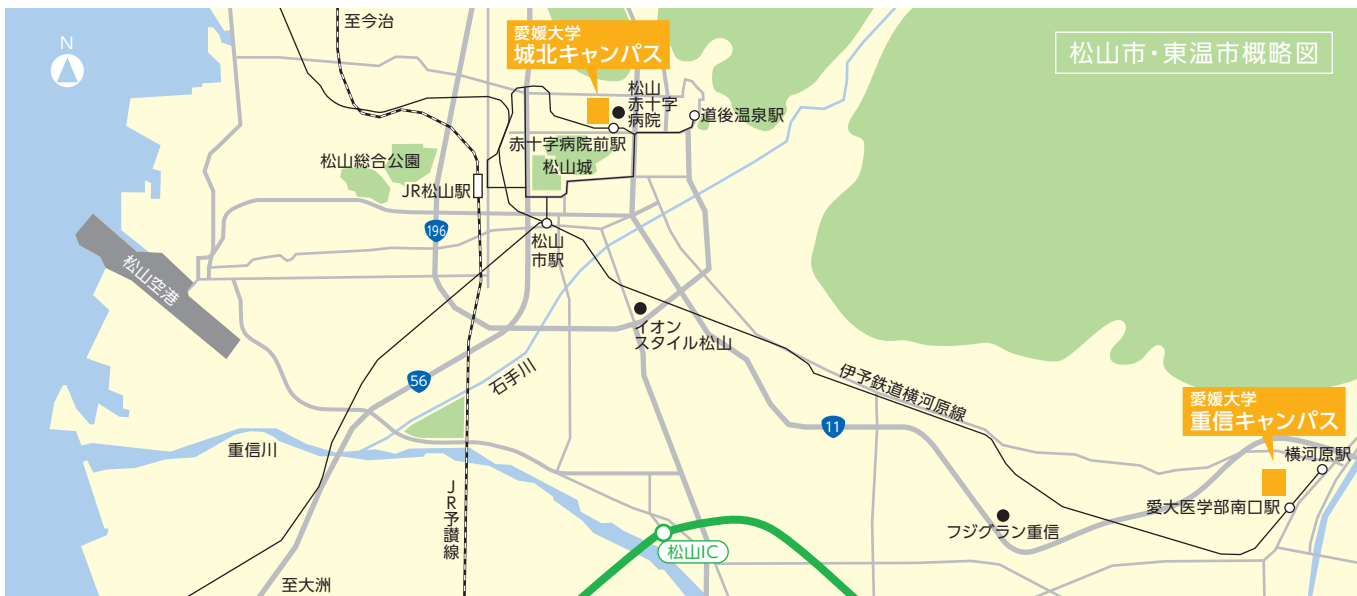 N
至今治
愛媛大学
城北キャンパス
松山市・東温市概略図
松山
赤十字
病院
道後温泉駅
赤十字病院前駅
松山総合公園
松山城
JR松山駅
196
松山
市駅
松山空港
イオン
スタイル松山
石手川
56
伊予鉄道横河原線
11
愛媛大学
重信キャンパス
重信川
横河原駅
愛大医学部南口駅
JR予讃線
フジグラン重信
松山IC
至大洲